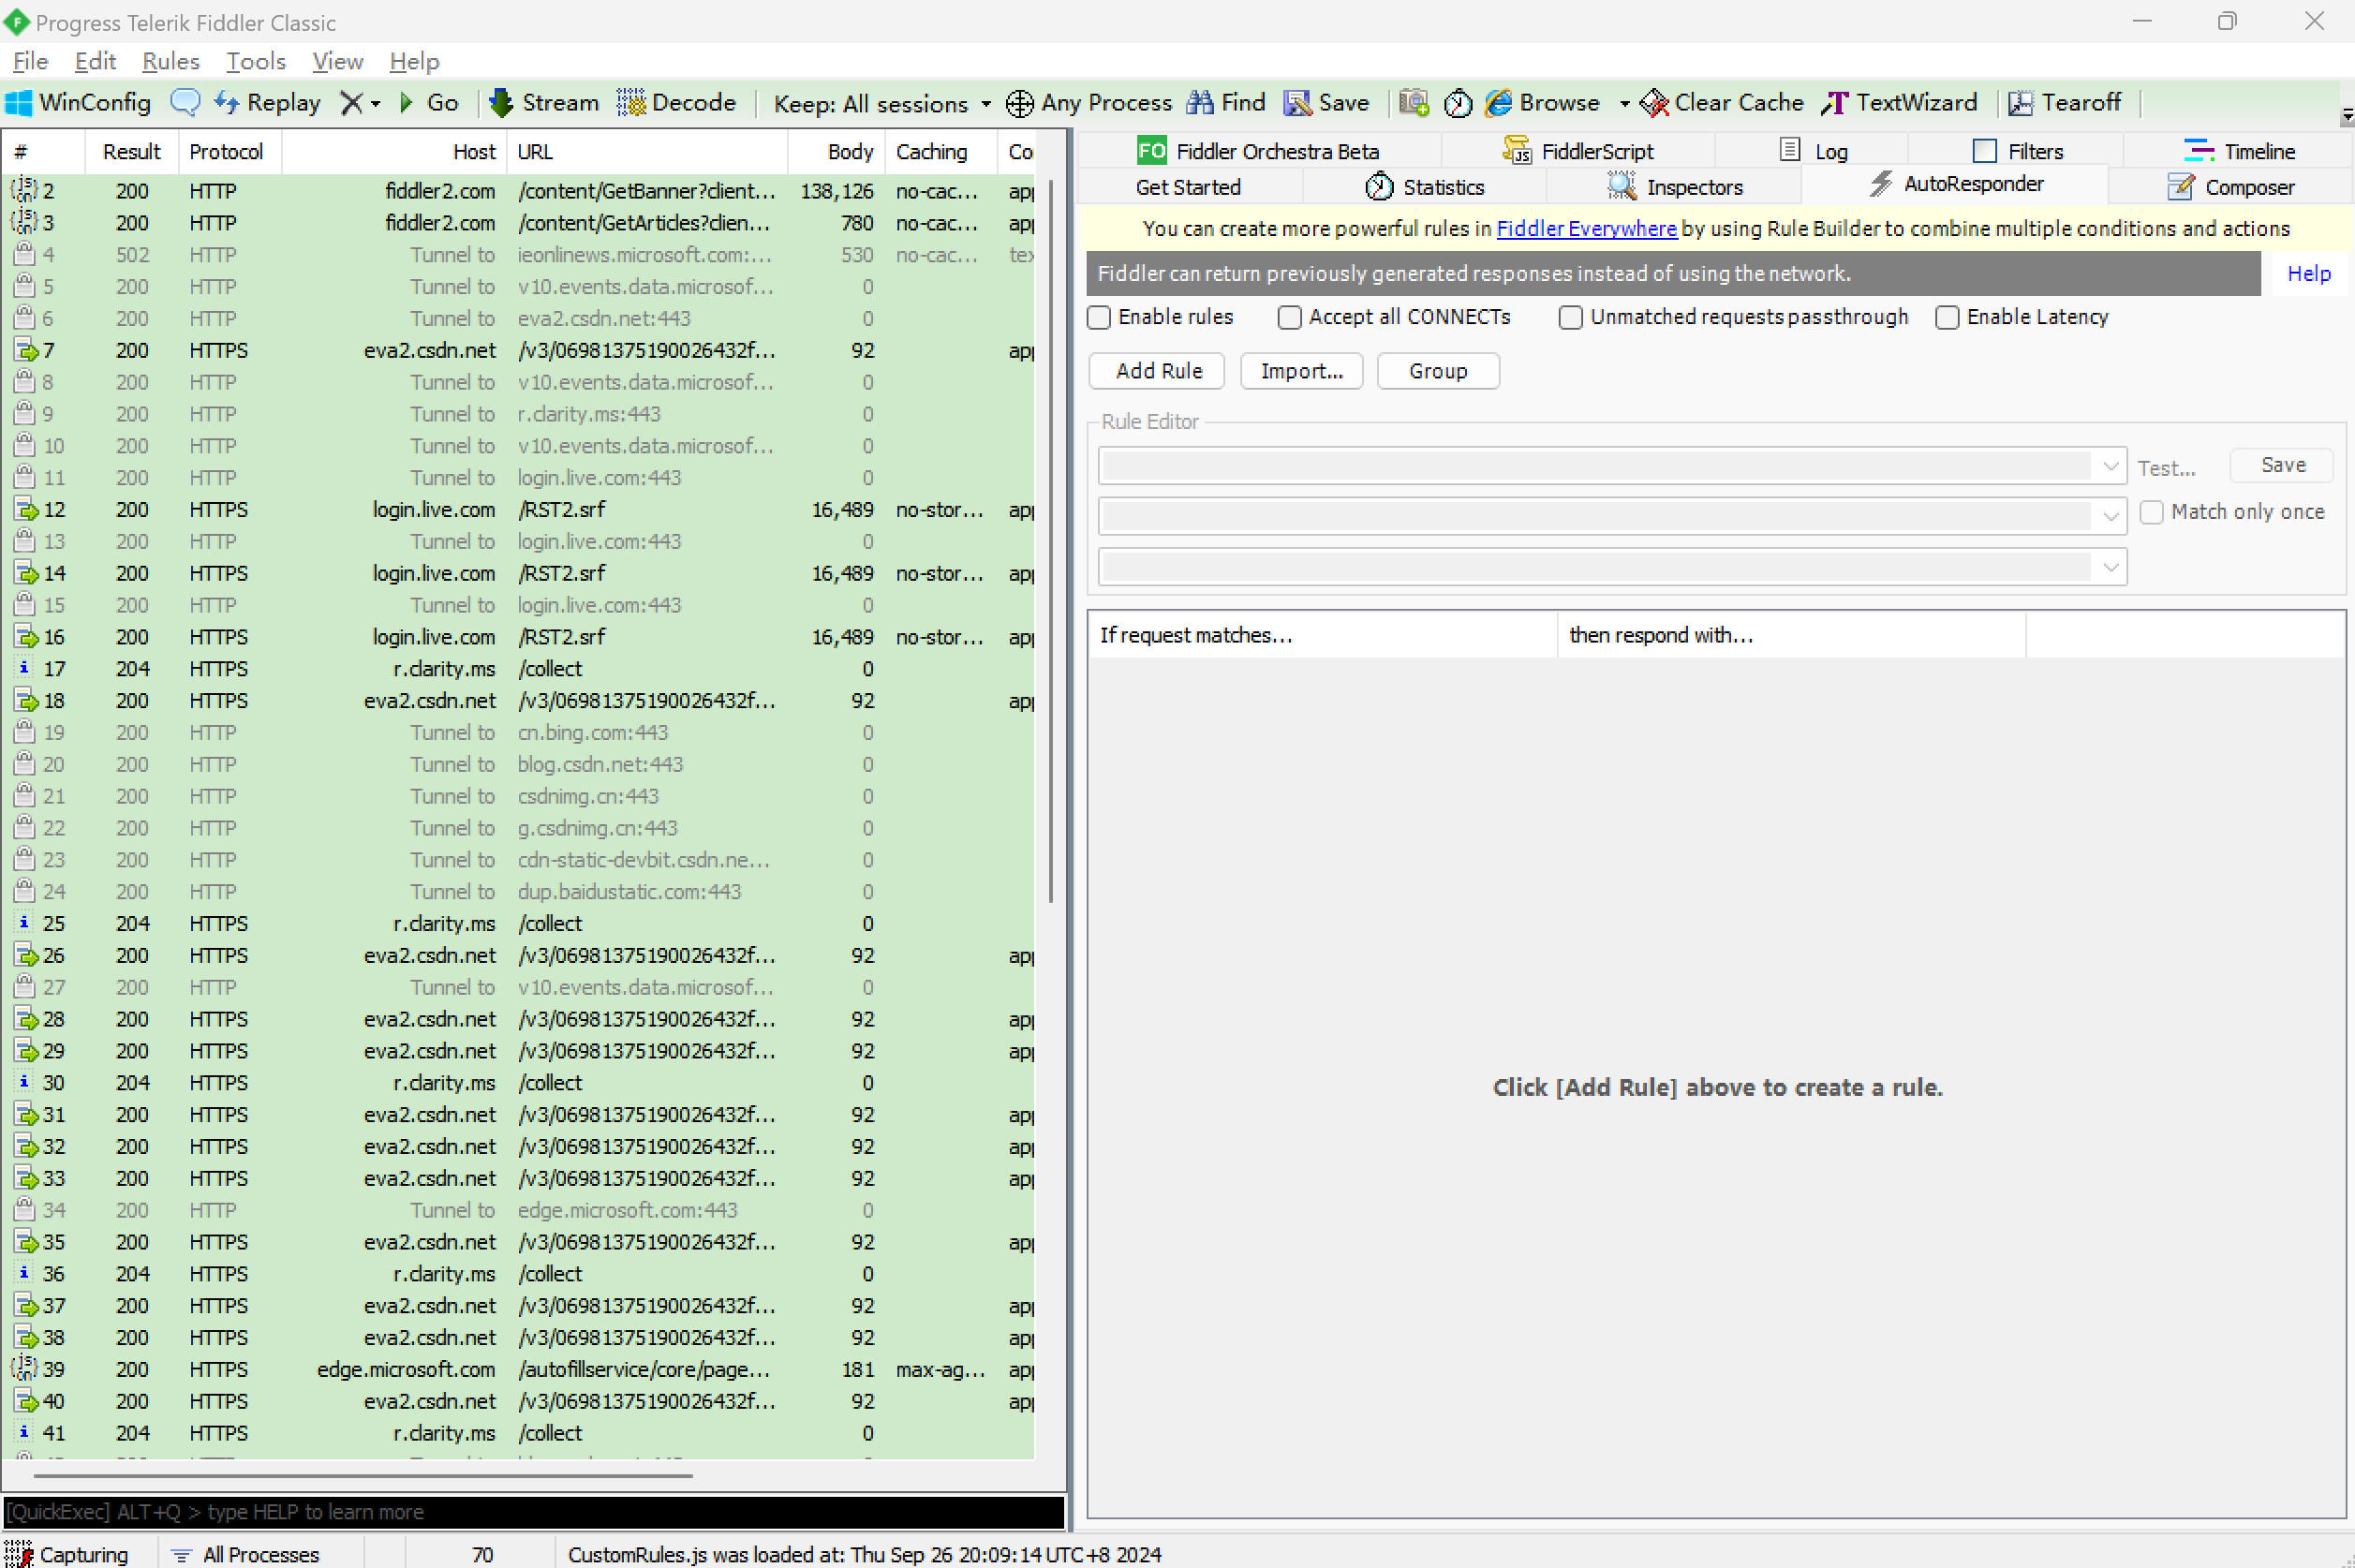 Progress Telerik Fiddler Classic
File Edit Rules Tools View Help
WinConfig Replay Go Stream Decode Keep: All sessions Any Process Find Save Browse Clear Cache TextWizard Tearoff
# Result Protocol Host URL Body Caching Co
2 200 HTTP fiddler2.com /content/GetBanner?client... 138,126 no-cac... app
3 200 HTTP fiddler2.com /content/GetArticles?clien... 780 no-cac... app
4 502 HTTP Tunnel to ieonlinews.microsoft.com:... 530 no-cac... tex
5 200 HTTP Tunnel to v10.events.data.microsof... 0
6 200 HTTP Tunnel to eva2.csdn.net:443 0
7 200 HTTPS eva2.csdn.net /v3/06981375190026432f... 92 app
8 200 HTTP Tunnel to v10.events.data.microsof... 0
9 200 HTTP Tunnel to r.clarity.ms:443 0
10 200 HTTP Tunnel to v10.events.data.microsof... 0
11 200 HTTP Tunnel to login.live.com:443 0
12 200 HTTPS login.live.com /RST2.srf 16,489 no-stor... app
13 200 HTTP Tunnel to login.live.com:443 0
14 200 HTTPS login.live.com /RST2.srf 16,489 no-stor... app
15 200 HTTP Tunnel to login.live.com:443 0
16 200 HTTPS login.live.com /RST2.srf 16,489 no-stor... app
17 204 HTTPS r.clarity.ms /collect 0
18 200 HTTPS eva2.csdn.net /v3/06981375190026432f... 92 app
19 200 HTTP Tunnel to cn.bing.com:443 0
20 200 HTTP Tunnel to blog.csdn.net:443 0
21 200 HTTP Tunnel to csdnimg.cn:443 0
22 200 HTTP Tunnel to g.csdnimg.cn:443 0
23 200 HTTP Tunnel to cdn-static-devbit.csdn.ne... 0
24 200 HTTP Tunnel to dup.baidustatic.com:443 0
25 204 HTTPS r.clarity.ms /collect 0
26 200 HTTPS eva2.csdn.net /v3/06981375190026432f... 92 app
27 200 HTTP Tunnel to v10.events.data.microsof... 0
28 200 HTTPS eva2.csdn.net /v3/06981375190026432f... 92 app
29 200 HTTPS eva2.csdn.net /v3/06981375190026432f... 92 app
30 204 HTTPS r.clarity.ms /collect 0
31 200 HTTPS eva2.csdn.net /v3/06981375190026432f... 92 app
32 200 HTTPS eva2.csdn.net /v3/06981375190026432f... 92 app
33 200 HTTPS eva2.csdn.net /v3/06981375190026432f... 92 app
34 200 HTTP Tunnel to edge.microsoft.com:443 0
35 200 HTTPS eva2.csdn.net /v3/06981375190026432f... 92 app
36 204 HTTPS r.clarity.ms /collect 0
37 200 HTTPS eva2.csdn.net /v3/06981375190026432f... 92 app
38 200 HTTPS eva2.csdn.net /v3/06981375190026432f... 92 app
39 200 HTTPS edge.microsoft.com /autofillservice/core/page... 181 max-ag... app
40 200 HTTPS eva2.csdn.net /v3/06981375190026432f... 92 app
41 204 HTTPS r.clarity.ms /collect 0
[QuickExec] ALT+Q > type HELP to learn more
FO Fiddler Orchestra Beta FiddlerScript Log Filters Timeline
Get Started Statistics Inspectors AutoResponder Composer
You can create more powerful rules in Fiddler Everywhere by using Rule Builder to combine multiple conditions and actions
Fiddler can return previously generated responses instead of using the network. Help
Enable rules Accept all CONNECTs Unmatched requests passthrough Enable Latency
Add Rule Import... Group
Rule Editor
Test... Save
Match only once
If request matches... then respond with...
Click [Add Rule] above to create a rule.
Capturing All Processes 70 CustomRules.js was loaded at: Thu Sep 26 20:09:14 UTC+8 2024